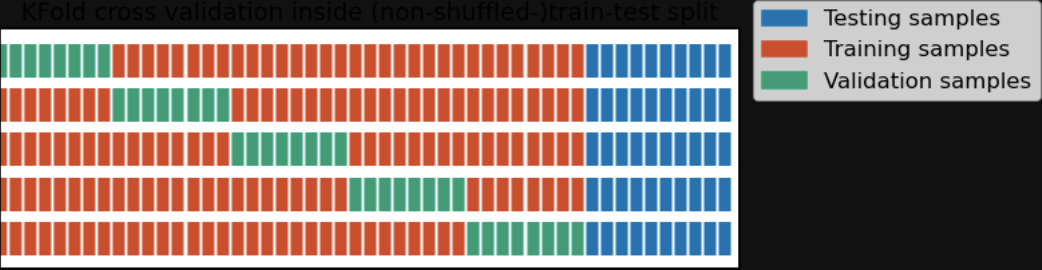 KFold cross validation inside (non-shuffled-)train-test split
Testing samples
Training samples
Validation samples